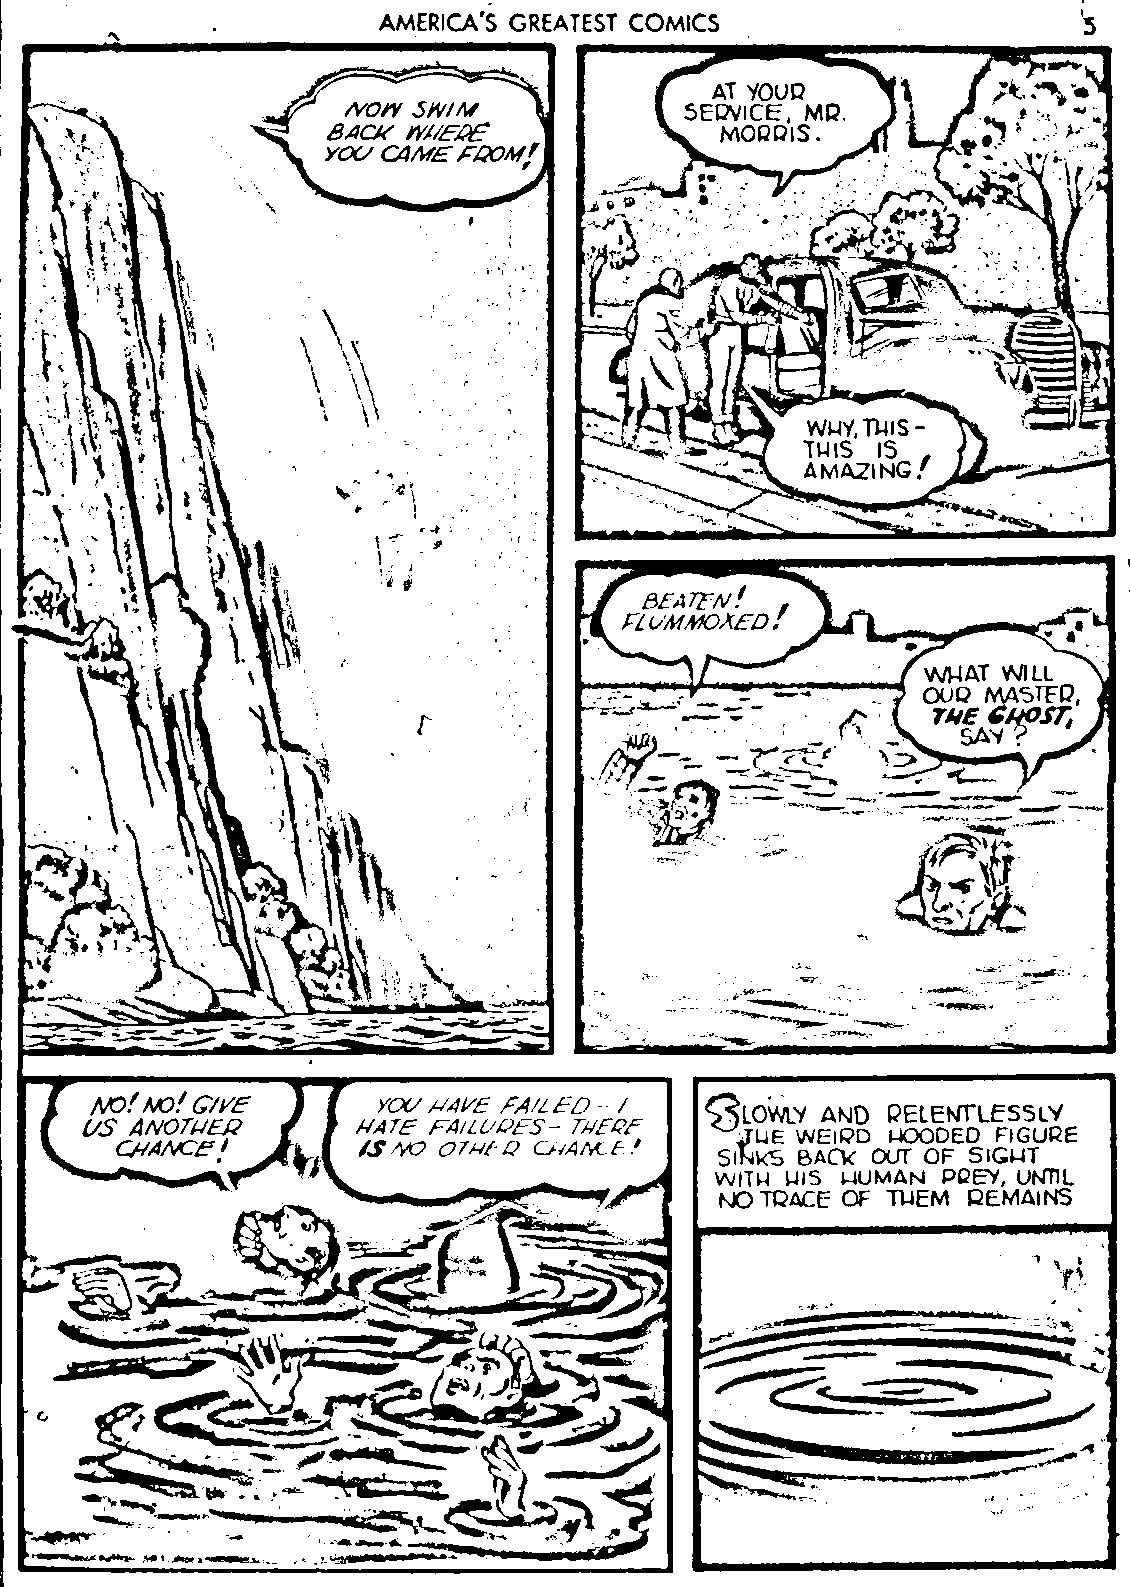 AMERICA'S GREATEST COMICS
5
NOW SWIM
BACK WHERE
YOU CAME FROM!
AT YOUR
SERVICE, MR.
MORRIS.
WHY, THIS -
THIS IS
AMAZING!
BEATEN!
FLUMMOXED!
WHAT WILL
OUR MASTER,
THE GHOST,
SAY?
NO! NO! GIVE
US ANOTHER
CHANCE!
YOU HAVE FAILED -- I
HATE FAILURES - THERE
IS NO OTHER CHANCE!
SLOWLY AND RELENTLESSLY
THE WEIRD HOODED FIGURE
SINKS BACK OUT OF SIGHT
WITH HIS HUMAN PREY, UNTIL
NO TRACE OF THEM REMAINS